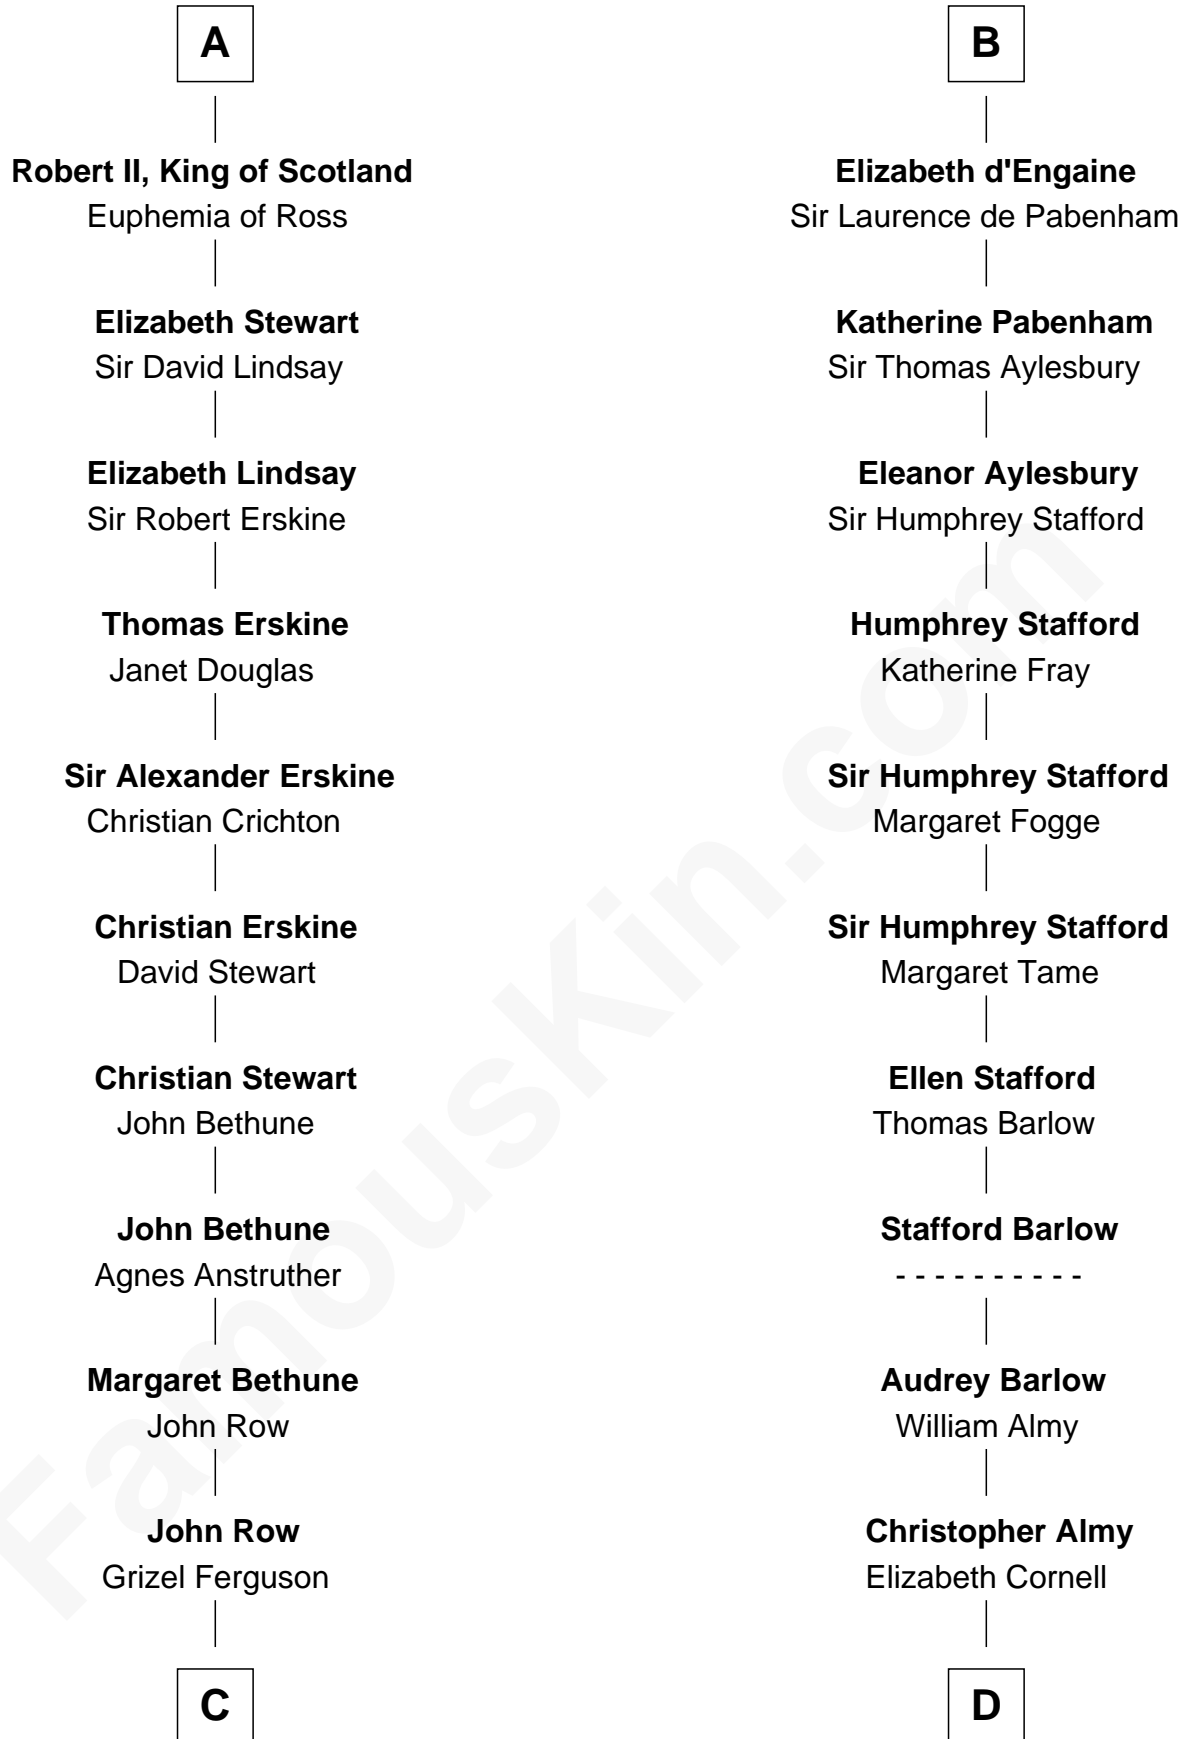 A
Robert II, King of Scotland
Euphemia of Ross
Elizabeth Stewart
Sir David Lindsay
Elizabeth Lindsay
Sir Robert Erskine
Thomas Erskine
Janet Douglas
Sir Alexander Erskine
Christian Crichton
Christian Erskine
David Stewart
Christian Stewart
John Bethune
John Bethune
Agnes Anstruther
Margaret Bethune
John Row
John Row
Grizel Ferguson
C
B
Elizabeth d'Engaine
Sir Laurence de Pabenham
Katherine Pabenham
Sir Thomas Aylesbury
Eleanor Aylesbury
Sir Humphrey Stafford
Humphrey Stafford
Katherine Fray
Sir Humphrey Stafford
Margaret Fogge
Sir Humphrey Stafford
Margaret Tame
Ellen Stafford
Thomas Barlow
Stafford Barlow
- - - - - - - - - -
Audrey Barlow
William Almy
Christopher Almy
Elizabeth Cornell
D
FamousKin.com